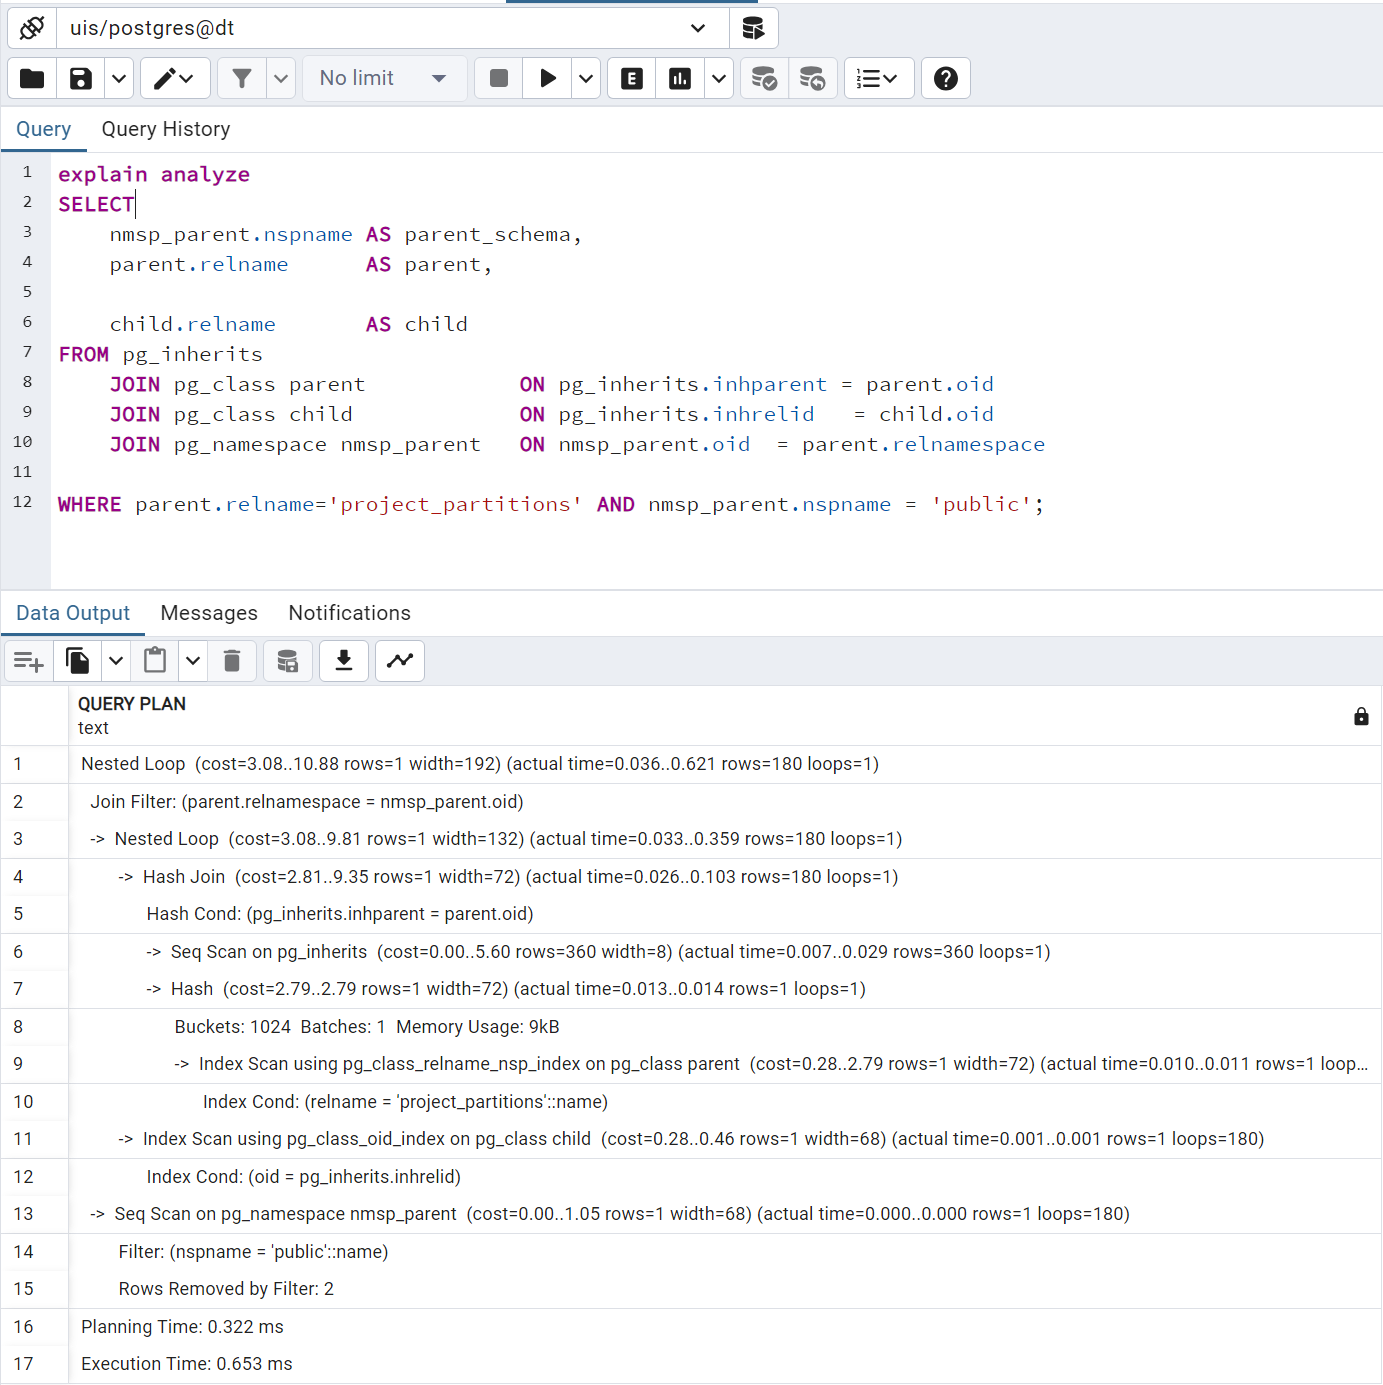 uis/postgres@dt
No limit
E
Query Query History
1 explain analyze
2 SELECT
3 nmsp_parent.nspname AS parent_schema,
4 parent.relname AS parent,
5
6 child.relname AS child
7 FROM pg_inherits
8 JOIN pg_class parent ON pg_inherits.inhparent = parent.oid
9 JOIN pg_class child ON pg_inherits.inhrelid = child.oid
10 JOIN pg_namespace nmsp_parent ON nmsp_parent.oid = parent.relnamespace
11
12 WHERE parent.relname='project_partitions' AND nmsp_parent.nspname = 'public';
Data Output Messages Notifications
QUERY PLAN
text
1 Nested Loop (cost=3.08..10.88 rows=1 width=192) (actual time=0.036..0.621 rows=180 loops=1)
2 Join Filter: (parent.relnamespace = nmsp_parent.oid)
3 -> Nested Loop (cost=3.08..9.81 rows=1 width=132) (actual time=0.033..0.359 rows=180 loops=1)
4 -> Hash Join (cost=2.81..9.35 rows=1 width=72) (actual time=0.026..0.103 rows=180 loops=1)
5 Hash Cond: (pg_inherits.inhparent = parent.oid)
6 -> Seq Scan on pg_inherits (cost=0.00..5.60 rows=360 width=8) (actual time=0.007..0.029 rows=360 loops=1)
7 -> Hash (cost=2.79..2.79 rows=1 width=72) (actual time=0.013..0.014 rows=1 loops=1)
8 Buckets: 1024 Batches: 1 Memory Usage: 9kB
9 -> Index Scan using pg_class_relname_nsp_index on pg_class parent (cost=0.28..2.79 rows=1 width=72) (actual time=0.010..0.011 rows=1 loop...
10 Index Cond: (relname = 'project_partitions'::name)
11 -> Index Scan using pg_class_oid_index on pg_class child (cost=0.28..0.46 rows=1 width=68) (actual time=0.001..0.001 rows=1 loops=180)
12 Index Cond: (oid = pg_inherits.inhrelid)
13 -> Seq Scan on pg_namespace nmsp_parent (cost=0.00..1.05 rows=1 width=68) (actual time=0.000..0.000 rows=1 loops=180)
14 Filter: (nspname = 'public'::name)
15 Rows Removed by Filter: 2
16 Planning Time: 0.322 ms
17 Execution Time: 0.653 ms